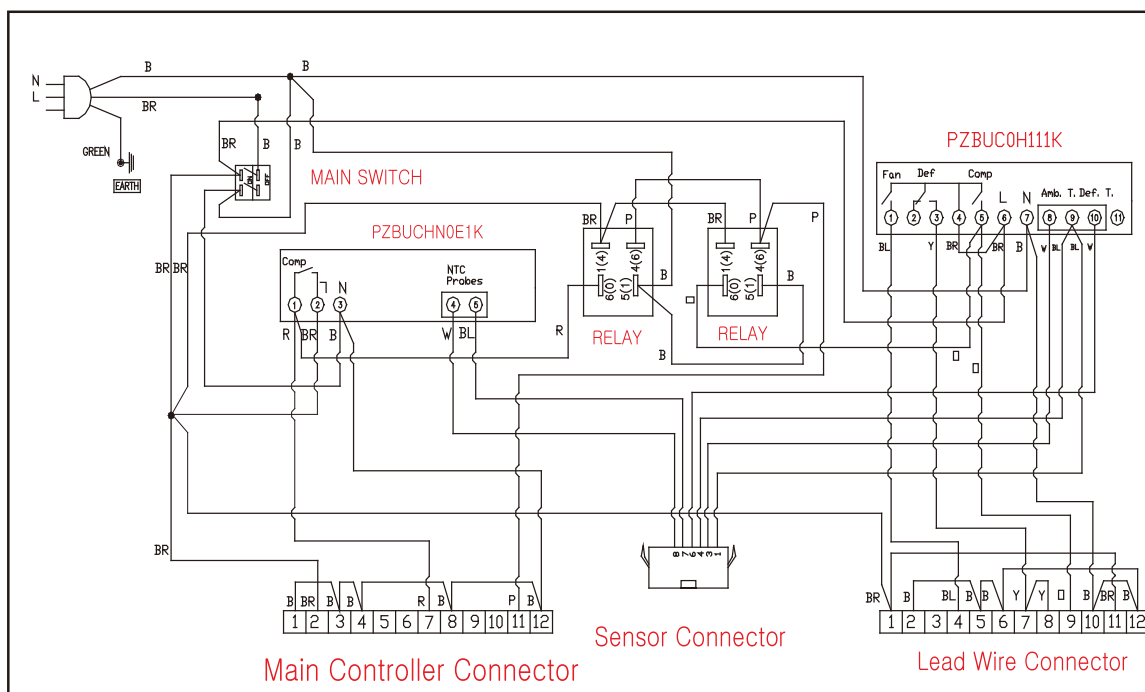 B B
N
L
BR
GREEN
EARTH
BR B B
ON OFF
MAIN SWITCH
PZBUC0H111K
Fan Def Comp
L N Amb. T. Def. T.
1 2 3 4 5 6 7 8 9 10 11
BL Y BR BR B W BL BL W
PZBUCHN0E1K
Comp
N
NTC
Probes
1 2 3 4 5
R BR B W BL
BR P BR P P
1(4) 4(6) 1(4) 4(6)
6(0) 5(1) 6(0) 5(1)
B B
RELAY RELAY
R B
BR BR
BR
8 7 6 4 3 1
Sensor Connector
B BR B B R B P B
1 2 3 4 5 6 7 8 9 10 11 12
Main Controller Connector
BR B BL B B Y Y B BR B
1 2 3 4 5 6 7 8 9 10 11 12
Lead Wire Connector